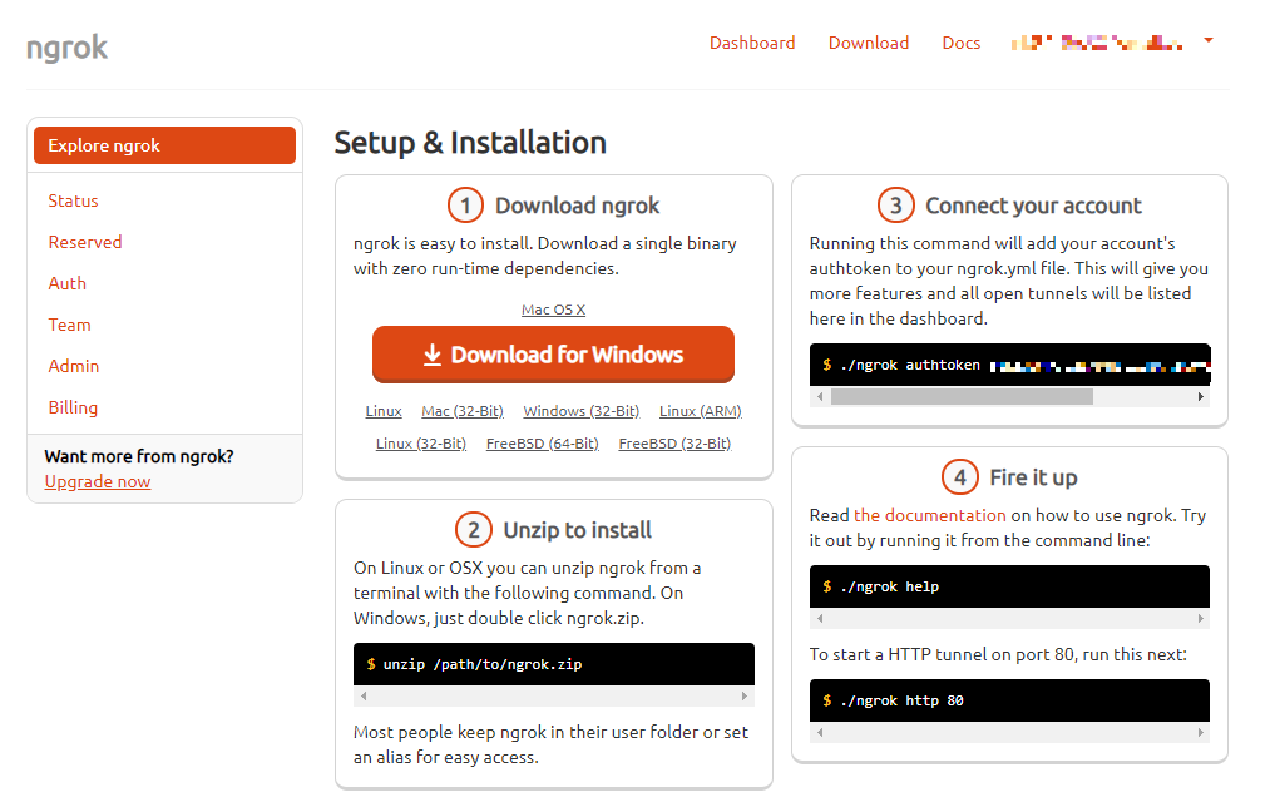 ngrok
Dashboard Download Docs
Explore ngrok
Status
Reserved
Auth
Team
Admin
Billing
Want more from ngrok?
Upgrade now
Setup & Installation
1 Download ngrok
ngrok is easy to install. Download a single binary
with zero run-time dependencies.
Mac OS X
Download for Windows
Linux Mac (32-Bit) Windows (32-Bit) Linux (ARM)
Linux (32-Bit) FreeBSD (64-Bit) FreeBSD (32-Bit)
2 Unzip to install
On Linux or OSX you can unzip ngrok from a
terminal with the following command. On
Windows, just double click ngrok.zip.
$ unzip /path/to/ngrok.zip
Most people keep ngrok in their user folder or set
an alias for easy access.
3 Connect your account
Running this command will add your account's
authtoken to your ngrok.yml file. This will give you
more features and all open tunnels will be listed
here in the dashboard.
$ ./ngrok authtoken
4 Fire it up
Read the documentation on how to use ngrok. Try
it out by running it from the command line:
$ ./ngrok help
To start a HTTP tunnel on port 80, run this next:
$ ./ngrok http 80